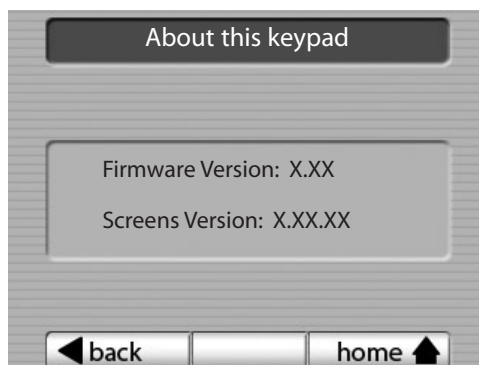 About this keypad
Firmware Version: X.XX
Screens Version: X.XX.XX
back home